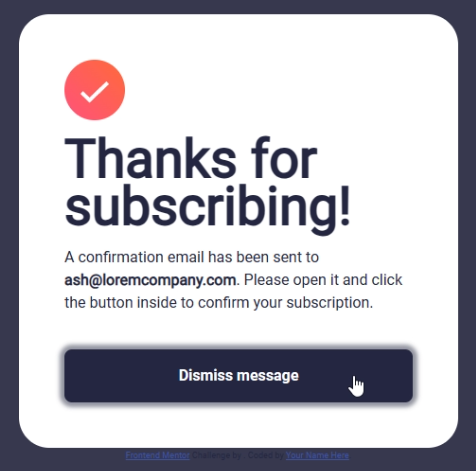 Thanks for
subscribing!
A confirmation email has been sent to
ash@loremcompany.com. Please open it and click
the button inside to confirm your subscription.
Dismiss message
Frontend Mentor Challenge by . Coded by Your Name Here